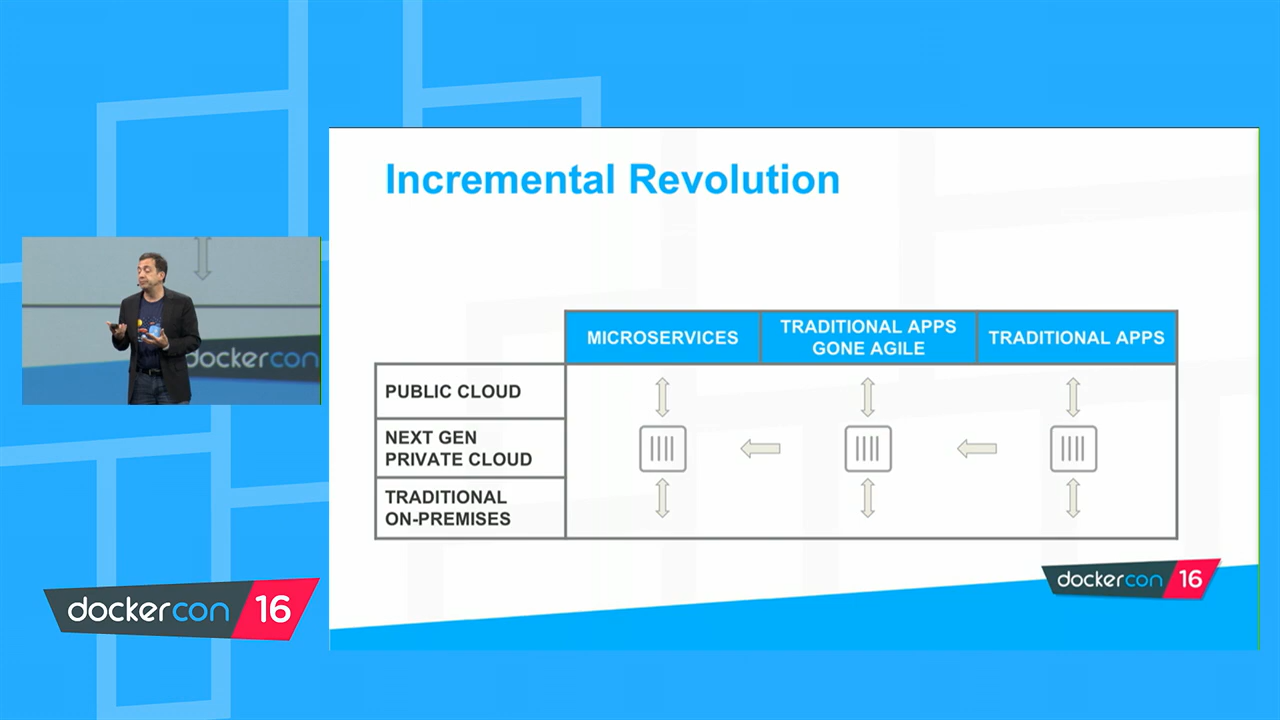 Incremental Revolution
MICROSERVICES
TRADITIONAL APPS
GONE AGILE
TRADITIONAL APPS
PUBLIC CLOUD
NEXT GEN
PRIVATE CLOUD
TRADITIONAL
ON-PREMISES
dockercon
dockercon 16
dockercon 16